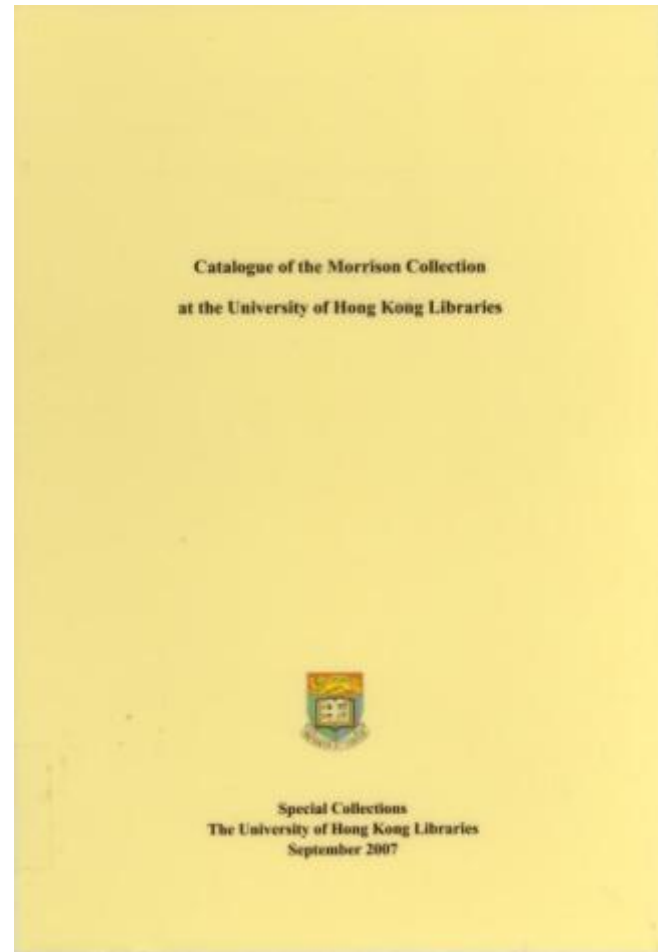 Catalogue of the Morrison Collection
at the University of Hong Kong Libraries
Special Collections
The University of Hong Kong Libraries
September 2007